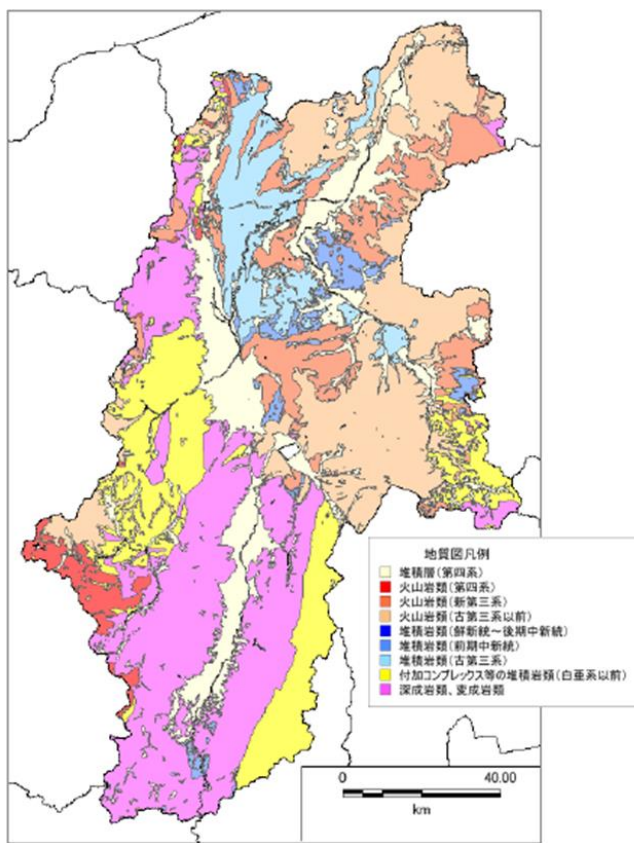 地質図凡例
堆積層(第四系)
火山岩類(第四系)
火山岩類(新第三系)
火山岩類(古第三系以前)
堆積岩類(鮮新統～後期中新統)
堆積岩類(前期中新統)
堆積岩類(古第三系)
付加コンプレックス等の堆積岩類(白亜系以前)
深成岩類、変成岩類
0 40.00
km